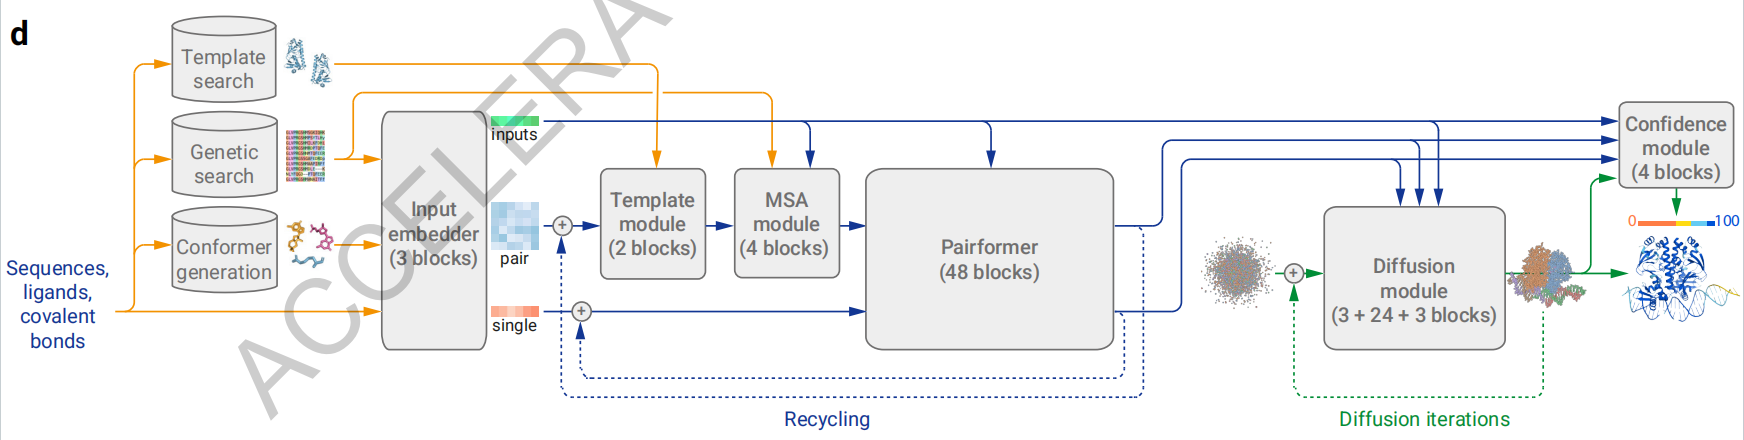 d
Template
search
Genetic
search
Conformer
generation
Sequences,
ligands,
covalent
bonds
Input
embedder
(3 blocks)
inputs
pair
single
+
+
Template
module
(2 blocks)
MSA
module
(4 blocks)
Pairformer
(48 blocks)
Recycling
+
Diffusion
module
(3 + 24 + 3 blocks)
Diffusion iterations
Confidence
module
(4 blocks)
0 100
ACCELERA